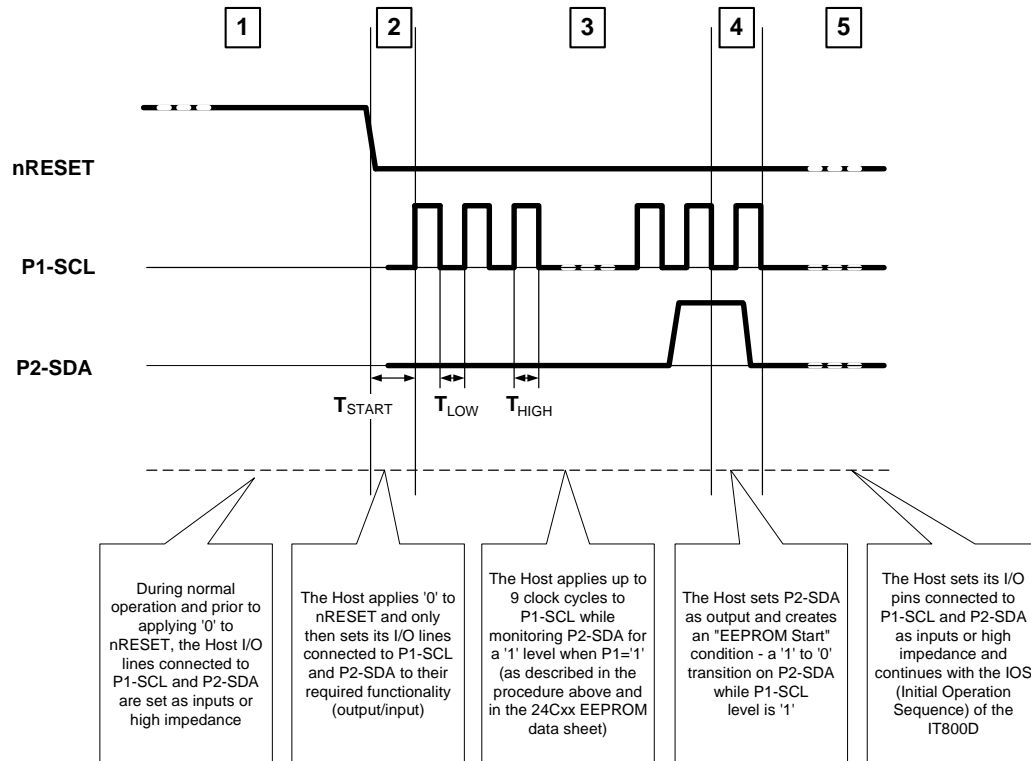 1
2
3
4
5
nRESET
P1-SCL
P2-SDA
TSTART
TLOW
THIGH
During normal
operation and prior to
applying '0' to
nRESET, the Host I/O
lines connected to
P1-SCL and P2-SDA
are set as inputs or
high impedance
The Host applies '0' to
nRESET and only
then sets its I/O lines
connected to P1-SCL
and P2-SDA to their
required functionality
(output/input)
The Host applies up to
9 clock cycles to
P1-SCL while
monitoring P2-SDA for
a '1' level when P1='1'
(as described in the
procedure above and
in the 24Cxx EEPROM
data sheet)
The Host sets P2-SDA
as output and creates
an "EEPROM Start"
condition - a '1' to '0'
transition on P2-SDA
while P1-SCL
level is '1'
The Host sets its I/O
pins connected to
P1-SCL and P2-SDA
as inputs or high
impedance and
continues with the IOS
(Initial Operation
Sequence) of the
IT800D